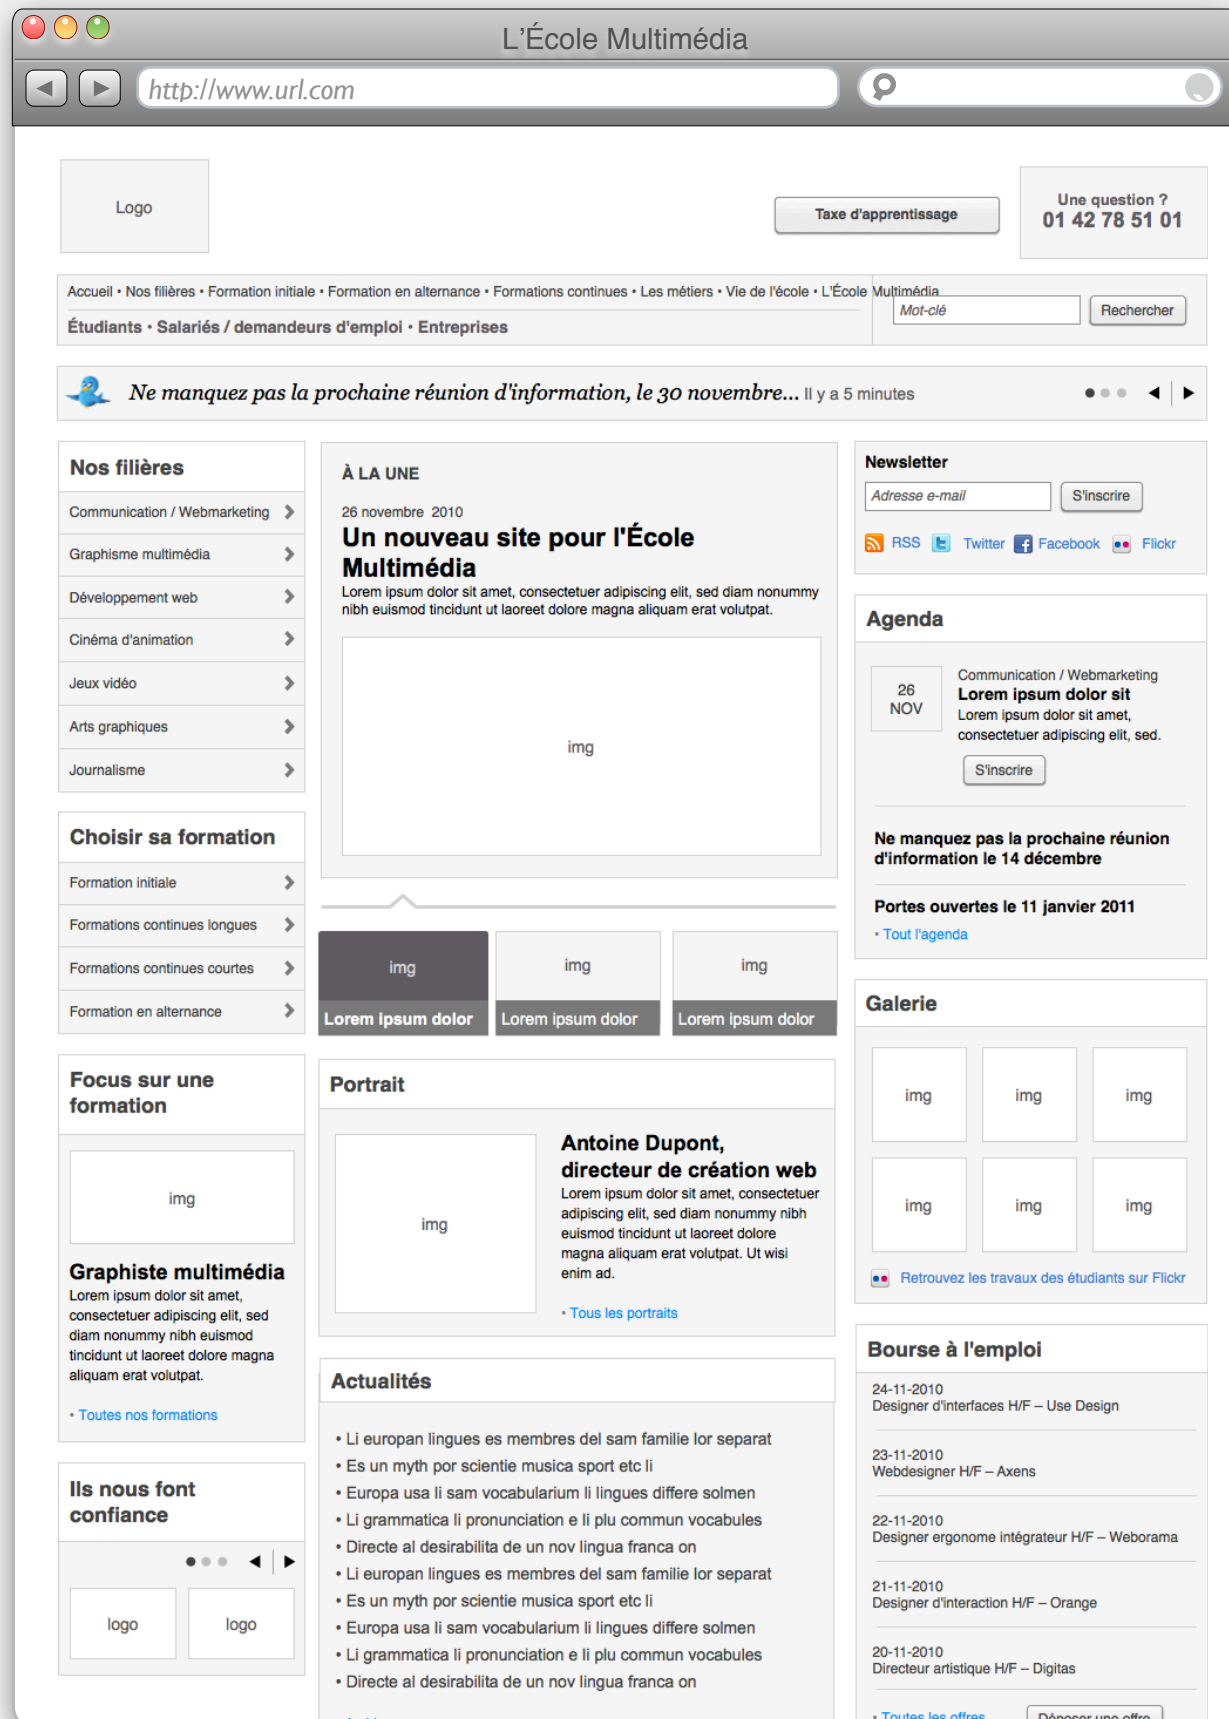 L'École Multimédia
http://www.url.com
Logo
Taxe d'apprentissage
Une question ?
01 42 78 51 01
Accueil • Nos filières • Formation initiale • Formation en alternance • Formations continues • Les métiers • Vie de l'école • L'École Multimédia
Étudiants • Salariés / demandeurs d'emploi • Entreprises
Mot-clé
Rechercher
Ne manquez pas la prochaine réunion d'information, le 30 novembre... Il y a 5 minutes
Nos filières
Communication / Webmarketing
Graphisme multimédia
Développement web
Cinéma d'animation
Jeux vidéo
Arts graphiques
Journalisme
Choisir sa formation
Formation initiale
Formations continues longues
Formations continues courtes
Formation en alternance
Focus sur une
formation
img
Graphiste multimédia
Lorem ipsum dolor sit amet,
consectetuer adipiscing elit, sed
diam nonummy nibh euismod
tincidunt ut laoreet dolore magna
aliquam erat volutpat.
• Toutes nos formations
Ils nous font
confiance
logo
logo
À LA UNE
26 novembre 2010
Un nouveau site pour l'École
Multimédia
Lorem ipsum dolor sit amet, consectetuer adipiscing elit, sed diam nonummy
nibh euismod tincidunt ut laoreet dolore magna aliquam erat volutpat.
img
img
Lorem ipsum dolor
img
Lorem ipsum dolor
img
Lorem ipsum dolor
Portrait
img
Antoine Dupont,
directeur de création web
Lorem ipsum dolor sit amet, consectetuer
adipiscing elit, sed diam nonummy nibh
euismod tincidunt ut laoreet dolore
magna aliquam erat volutpat. Ut wisi
enim ad.
• Tous les portraits
Actualités
• Li europan lingues es membres del sam familie lor separat
• Es un myth por scientie musica sport etc li
• Europa usa li sam vocabularium li lingues differe solmen
• Li grammatica li pronunciation e li plu commun vocabules
• Directe al desirabilita de un nov lingua franca on
• Li europan lingues es membres del sam familie lor separat
• Es un myth por scientie musica sport etc li
• Europa usa li sam vocabularium li lingues differe solmen
• Li grammatica li pronunciation e li plu commun vocabules
• Directe al desirabilita de un nov lingua franca on
Newsletter
Adresse e-mail
S'inscrire
RSS Twitter Facebook Flickr
Agenda
26
NOV
Communication / Webmarketing
Lorem ipsum dolor sit
Lorem ipsum dolor sit amet,
consectetuer adipiscing elit, sed.
S'inscrire
Ne manquez pas la prochaine réunion
d'information le 14 décembre
Portes ouvertes le 11 janvier 2011
• Tout l'agenda
Galerie
img img img
img img img
Retrouvez les travaux des étudiants sur Flickr
Bourse à l'emploi
24-11-2010
Designer d'interfaces H/F – Use Design
23-11-2010
Webdesigner H/F – Axens
22-11-2010
Designer ergonome intégrateur H/F – Weborama
21-11-2010
Designer d'interaction H/F – Orange
20-11-2010
Directeur artistique H/F – Digitas
• Toutes les offres
Déposer une offre